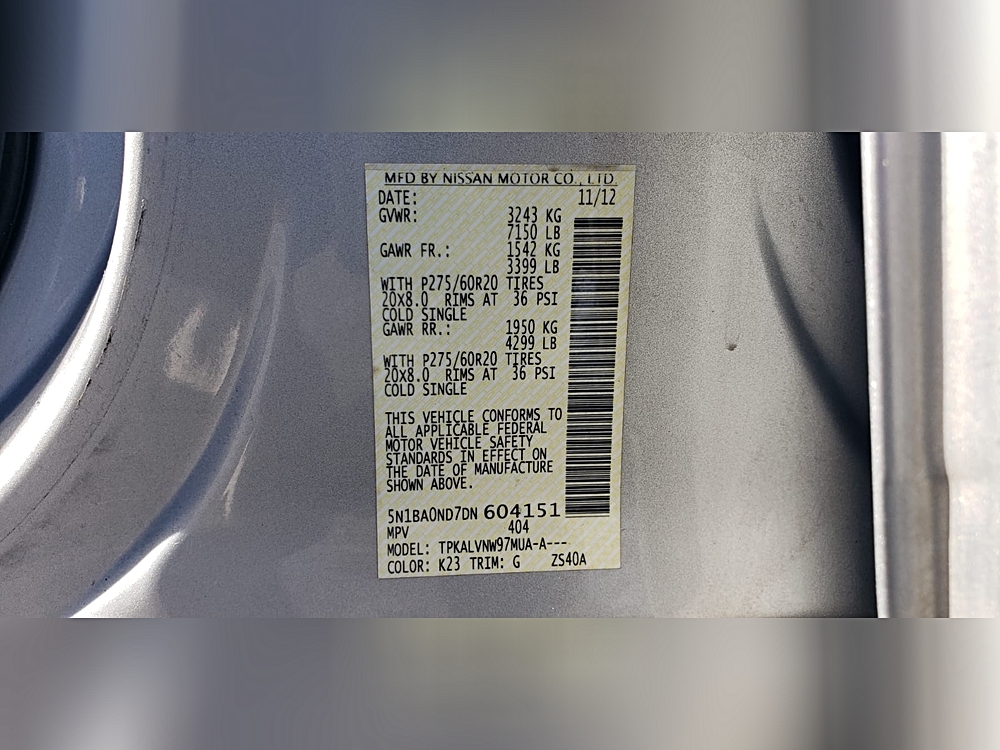 MFD BY NISSAN MOTOR CO., LTD
DATE: 11/12
GVWR: 3243 KG
7150 LB
GAWR FR.: 1542 KG
3399 LB
WITH P275/60R20 TIRES
20X8.0 RIMS AT 36 PSI
COLD SINGLE
GAWR RR.: 1950 KG
4299 LB
WITH P275/60R20 TIRES
20X8.0 RIMS AT 36 PSI
COLD SINGLE
THIS VEHICLE CONFORMS TO
ALL APPLICABLE FEDERAL
MOTOR VEHICLE SAFETY
STANDARDS IN EFFECT ON
THE DATE OF MANUFACTURE
SHOWN ABOVE.
5N1BA0ND7DN 604151
MPV 404
MODEL: TPKALVNW97MUA-A---
COLOR: K23 TRIM: G ZS40A